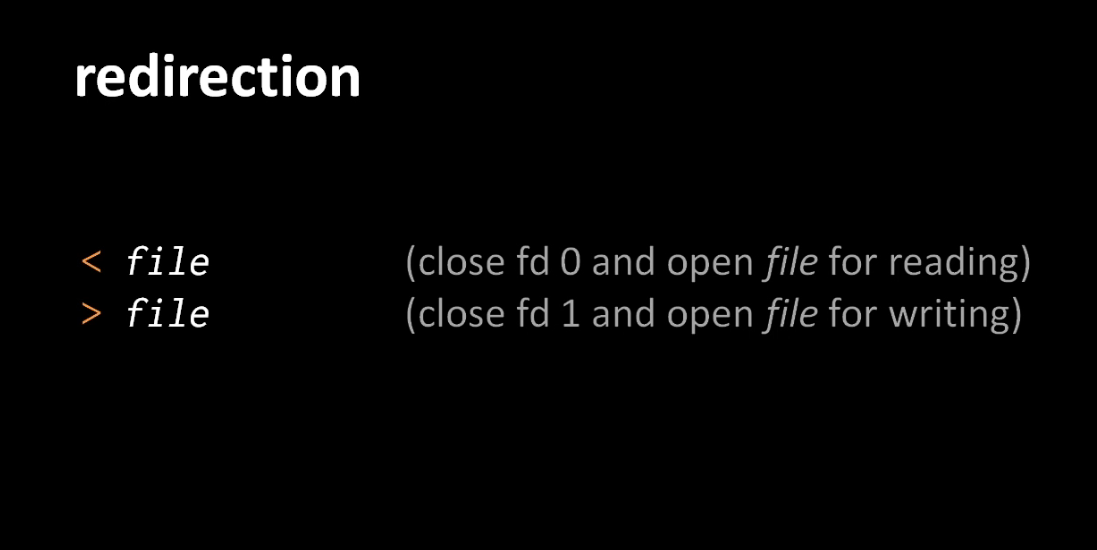 redirection
< file (close fd 0 and open file for reading)
> file (close fd 1 and open file for writing)